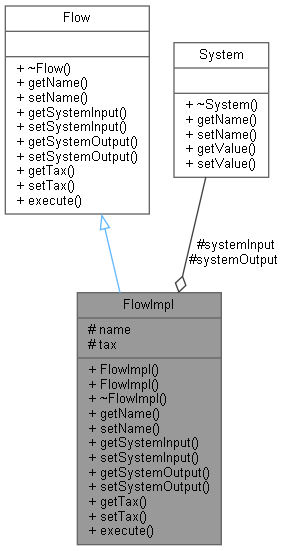 Flow
+ ~Flow()
+ getName()
+ setName()
+ getSystemInput()
+ setSystemInput()
+ getSystemOutput()
+ setSystemOutput()
+ getTax()
+ setTax()
+ execute()
System
+ ~System()
+ getName()
+ setName()
+ getValue()
+ setValue()
#systemInput
#systemOutput
FlowImpl
# name
# tax
+ FlowImpl()
+ FlowImpl()
+ ~FlowImpl()
+ getName()
+ setName()
+ getSystemInput()
+ setSystemInput()
+ getSystemOutput()
+ setSystemOutput()
+ getTax()
+ setTax()
+ execute()